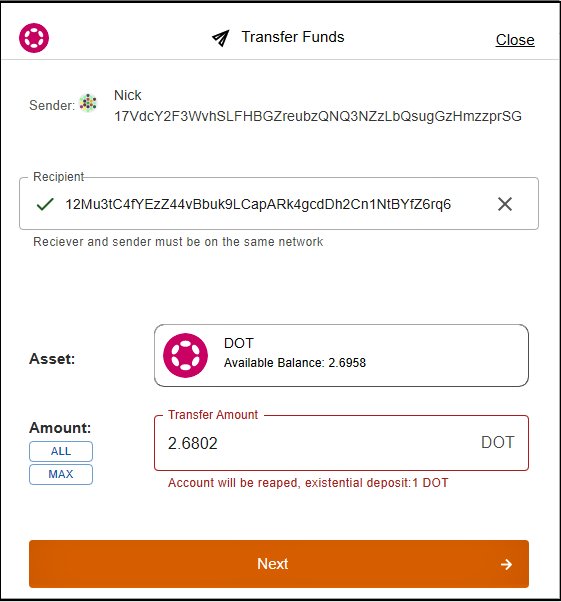 Transfer Funds
Close
Sender:
Nick
17VdcY2F3WvhSLFHBGZreubzQNQ3NZzLbQsugGzHmzzprSG
Recipient
12Mu3tC4fYEzZ44vBbuk9LCapARk4gcdDh2Cn1NtBYfZ6rq6
Reciever and sender must be on the same network
Asset:
DOT
Available Balance: 2.6958
Amount:
ALL
MAX
Transfer Amount
2.6802
DOT
Account will be reaped, existential deposit:1 DOT
Next